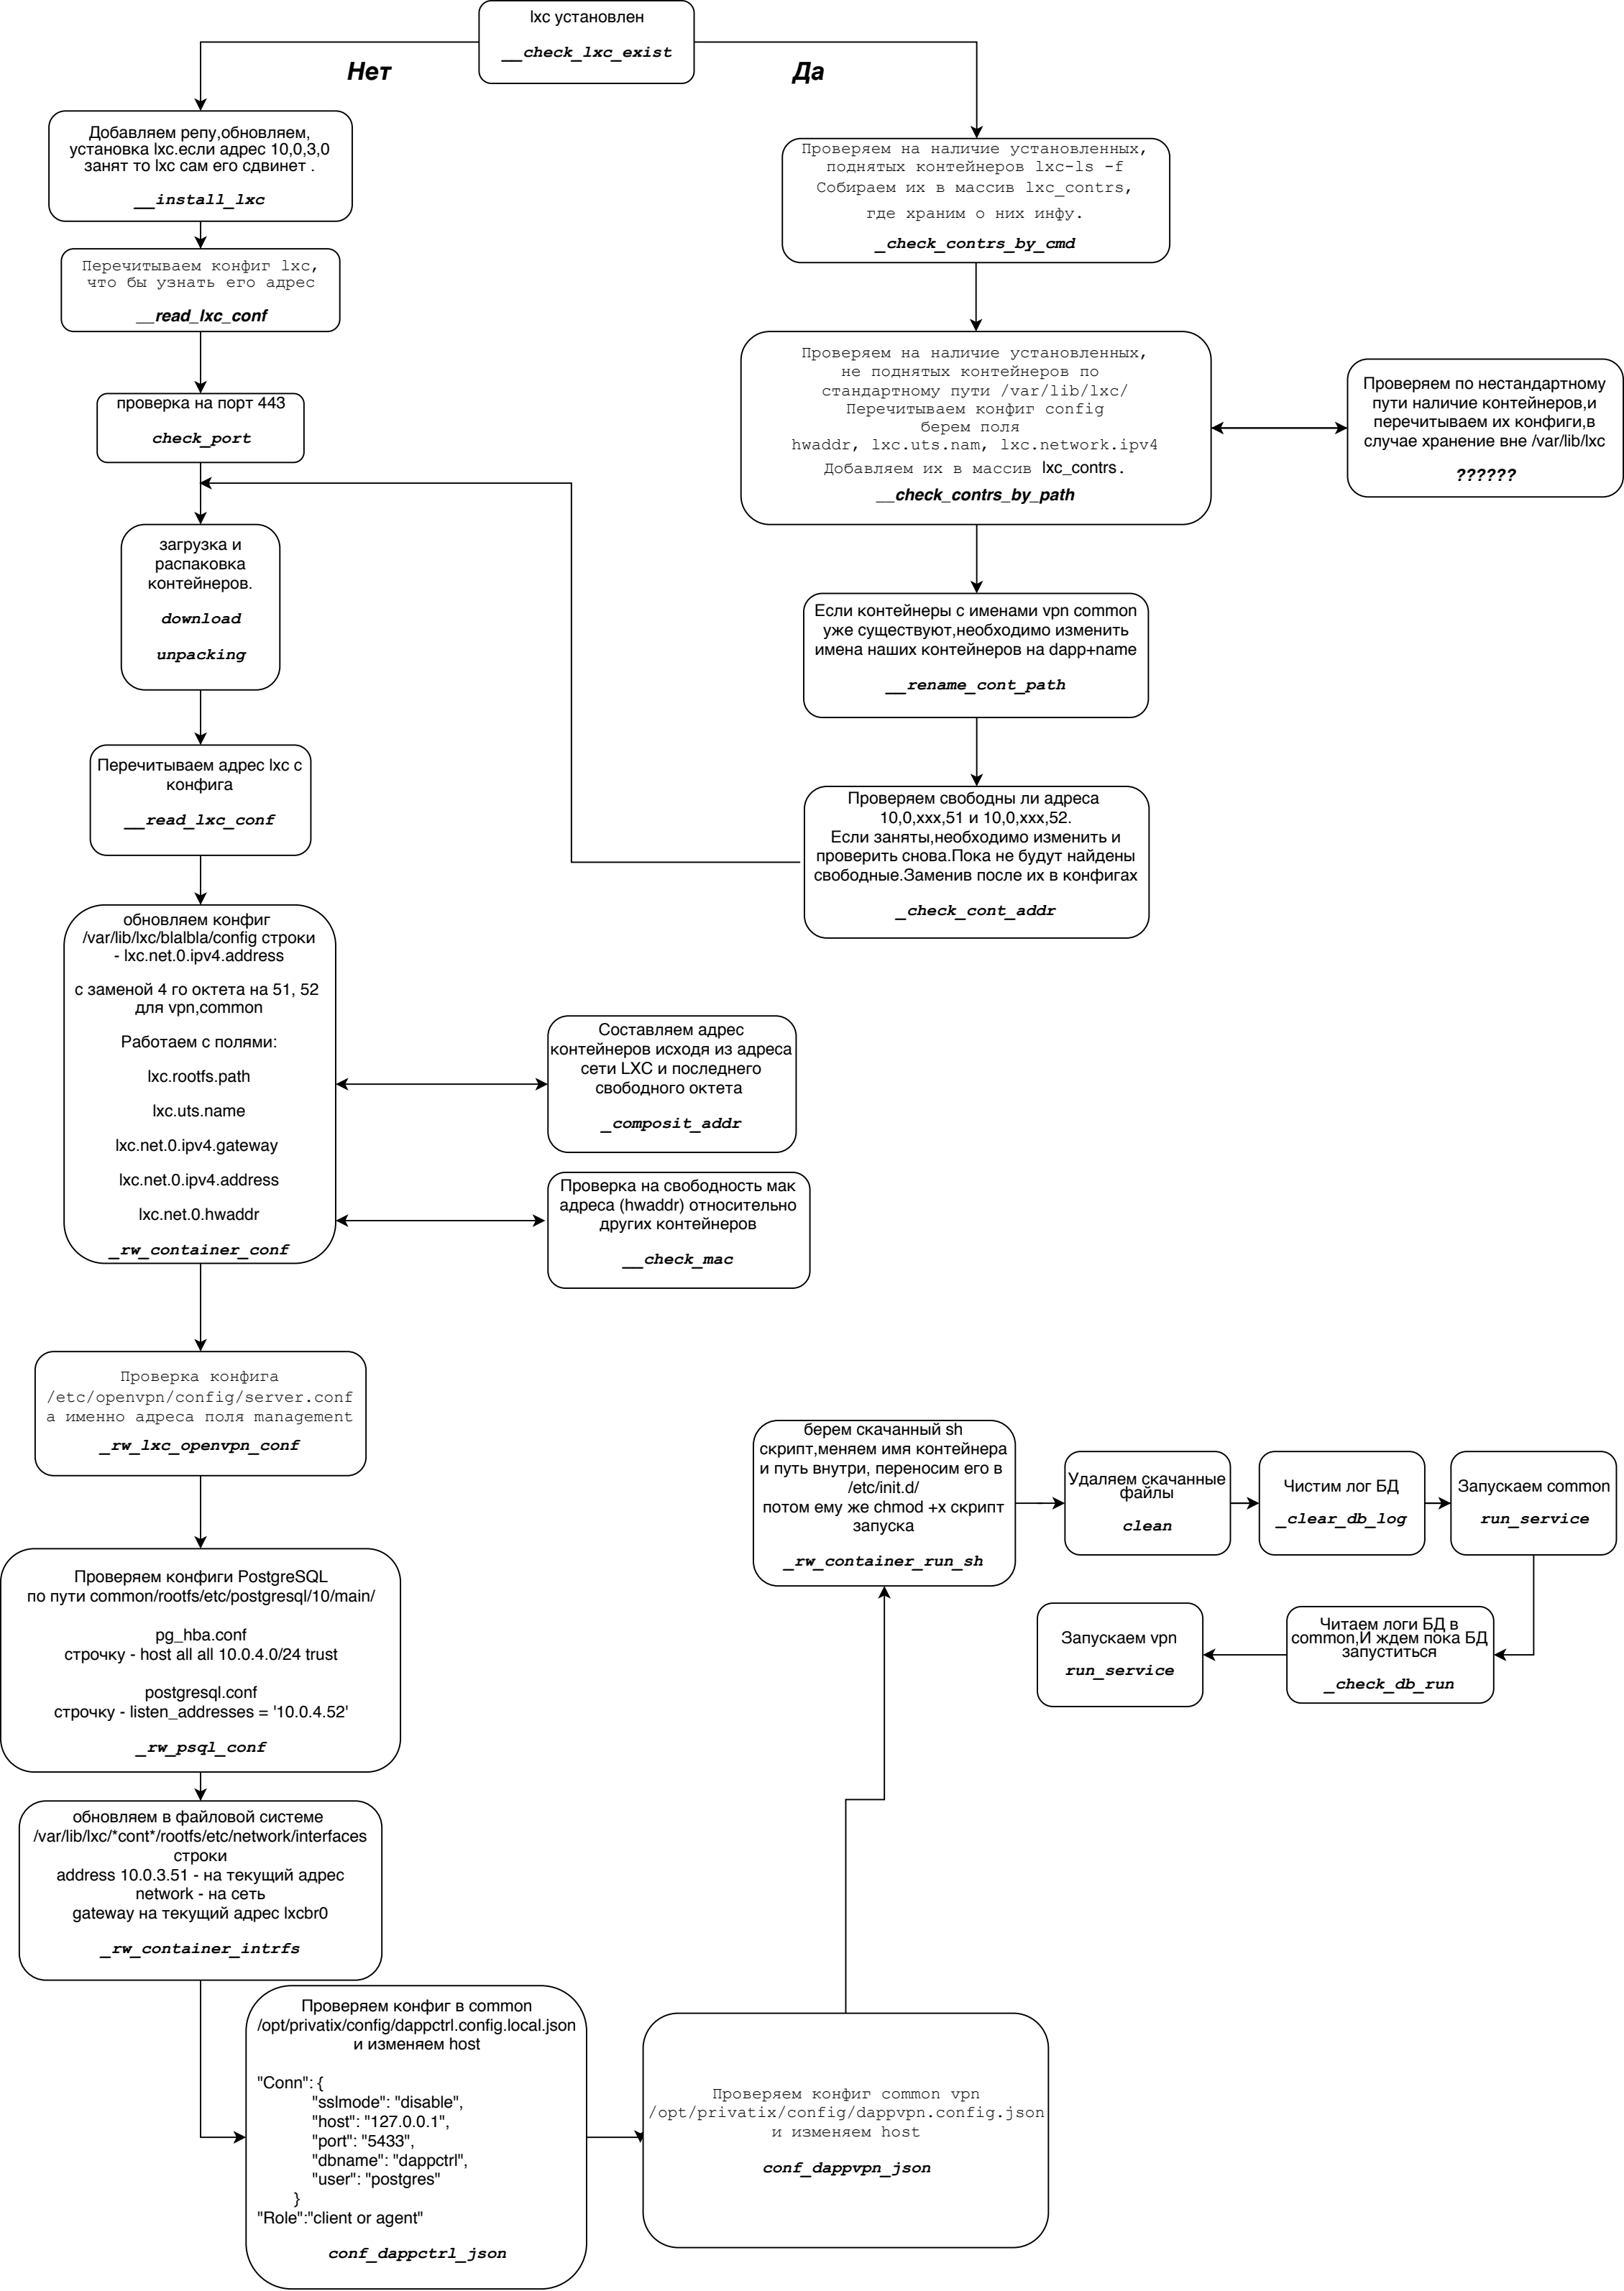 lxc установлен
__check_lxc_exist
Нет
Да
Добавляем репу,обновляем,
установка lxc.если адрес 10,0,3,0
занят то lxc сам его сдвинет .
__install_lxc
Перечитываем конфиг lxc,
что бы узнать его адрес
__read_lxc_conf
проверка на порт 443
check_port
загрузка и
распаковка
контейнеров.
download
unpacking
Перечитываем адрес lxc с
конфига
__read_lxc_conf
обновляем конфиг
/var/lib/lxc/blalbla/config строки
- lxc.net.0.ipv4.address
с заменой 4 го октета на 51, 52
для vpn,common
Работаем с полями:
lxc.rootfs.path
lxc.uts.name
lxc.net.0.ipv4.gateway
lxc.net.0.ipv4.address
lxc.net.0.hwaddr
_rw_container_conf
Проверяем на наличие установленных,
поднятых контейнеров lxc-ls -f
Собираем их в массив lxc_contrs,
где храним о них инфу.
_check_contrs_by_cmd
Проверяем на наличие установленных,
не поднятых контейнеров по
стандартному пути /var/lib/lxc/
Перечитываем конфиг config
берем поля
hwaddr, lxc.uts.nam, lxc.network.ipv4
Добавляем их в массив lxc_contrs.
__check_contrs_by_path
Проверяем по нестандартному
пути наличие контейнеров,и
перечитываем их конфиги,в
случае хранение вне /var/lib/lxc
??????
Если контейнеры с именами vpn common
уже существуют,необходимо изменить
имена наших контейнеров на dapp+name
__rename_cont_path
Проверяем свободны ли адреса
10,0,xxx,51 и 10,0,xxx,52.
Если заняты,необходимо изменить и
проверить снова.Пока не будут найдены
свободные.Заменив после их в конфигах
_check_cont_addr
Составляем адрес
контейнеров исходя из адреса
сети LXC и последнего
свободного октета
_composit_addr
Проверка на свободность мак
адреса (hwaddr) относительно
других контейнеров
__check_mac
Проверка конфига
/etc/openvpn/config/server.conf
а именно адреса поля management
_rw_lxc_openvpn_conf
Проверяем конфиги PostgreSQL
по пути common/rootfs/etc/postgresql/10/main/
pg_hba.conf
строчку - host all all 10.0.4.0/24 trust
postgresql.conf
строчку - listen_addresses = '10.0.4.52'
_rw_psql_conf
обновляем в файловой системе
/var/lib/lxc/*cont*/rootfs/etc/network/interfaces
строки
address 10.0.3.51 - на текущий адрес
network - на сеть
gateway на текущий адрес lxcbr0
_rw_container_intrfs
Проверяем конфиг в common
/opt/privatix/config/dappctrl.config.local.json
и изменяем host
"Conn": {
"sslmode": "disable",
"host": "127.0.0.1",
"port": "5433",
"dbname": "dappctrl",
"user": "postgres"
}
"Role":"client or agent"
conf_dappctrl_json
Проверяем конфиг common vpn
/opt/privatix/config/dappvpn.config.json
и изменяем host
conf_dappvpn_json
берем скачанный sh
скрипт,меняем имя контейнера
и путь внутри, переносим его в
/etc/init.d/
потом ему же chmod +x скрипт
запуска
_rw_container_run_sh
Удаляем скачанные
файлы
clean
Чистим лог БД
_clear_db_log
Запускаем common
run_service
Читаем логи БД в
common,И ждем пока БД
запуститься
_check_db_run
Запускаем vpn
run_service